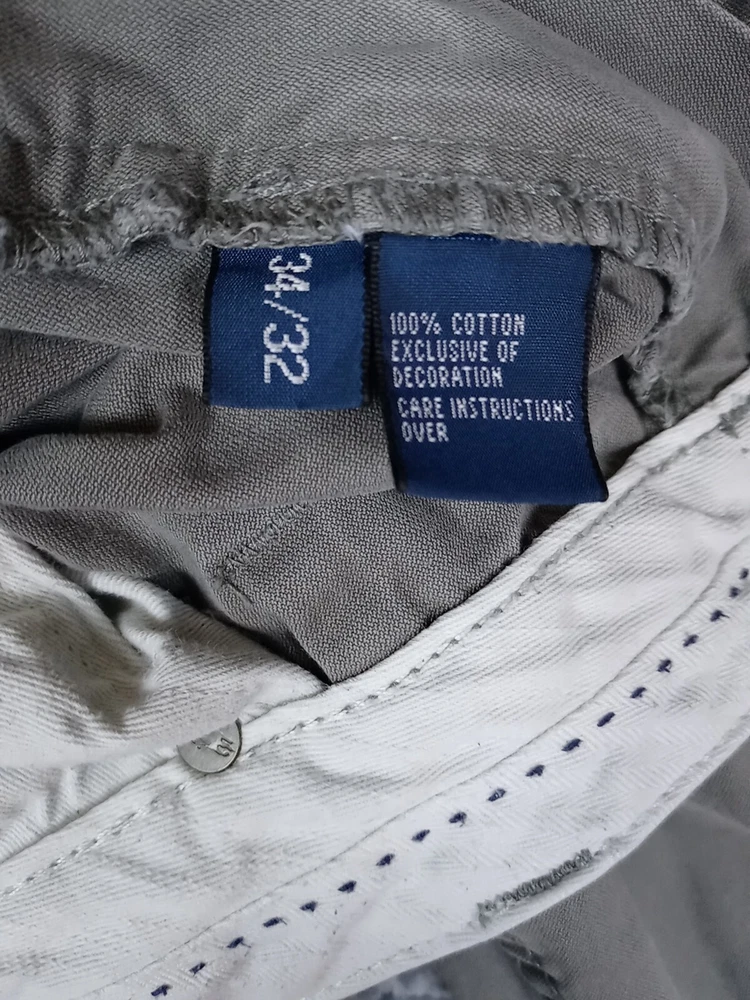 34/32
100% COTTON
EXCLUSIVE OF
DECORATION
CARE INSTRUCTIONS
OVER